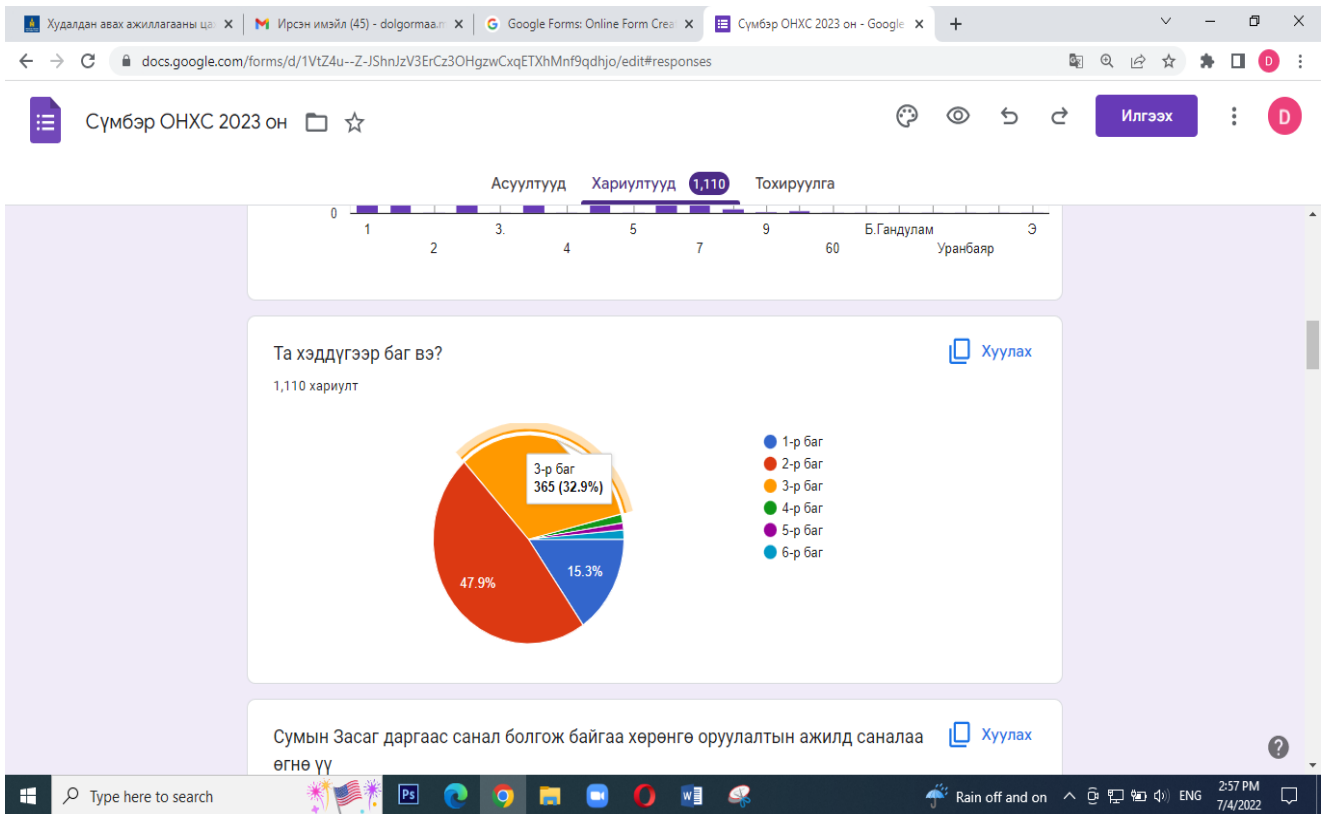 Худалдан авах ажиллагааны ца
Ирсэн имэйл (45) - dolgormaa.m
Google Forms: Online Form Crea
Сүмбэр ОНХС 2023 он - Google
docs.google.com/forms/d/1VtZ4u--Z-JShnJzV3ErCz3OHgzwCxqETXhMnf9qdhjo/edit#responses
D
Сүмбэр ОНХС 2023 он
Илгээх
D
Асуултууд
Хариултууд 1,110
Тохируулга
0
1 3. 5 9 Б.Гандулам Э
2 4 7 60 Уранбаяр
Та хэддүгээр баг вэ?
Хуулах
1,110 хариулт
3-р баг
365 (32.9%)
47.9%
15.3%
1-р баг
2-р баг
3-р баг
4-р баг
5-р баг
6-р баг
Сумын Засаг даргаас санал болгож байгаа хөрөнгө оруулалтын ажилд саналаа
өгнө үү
Хуулах
Type here to search
Ps
Rain off and on
ENG
2:57 PM
7/4/2022